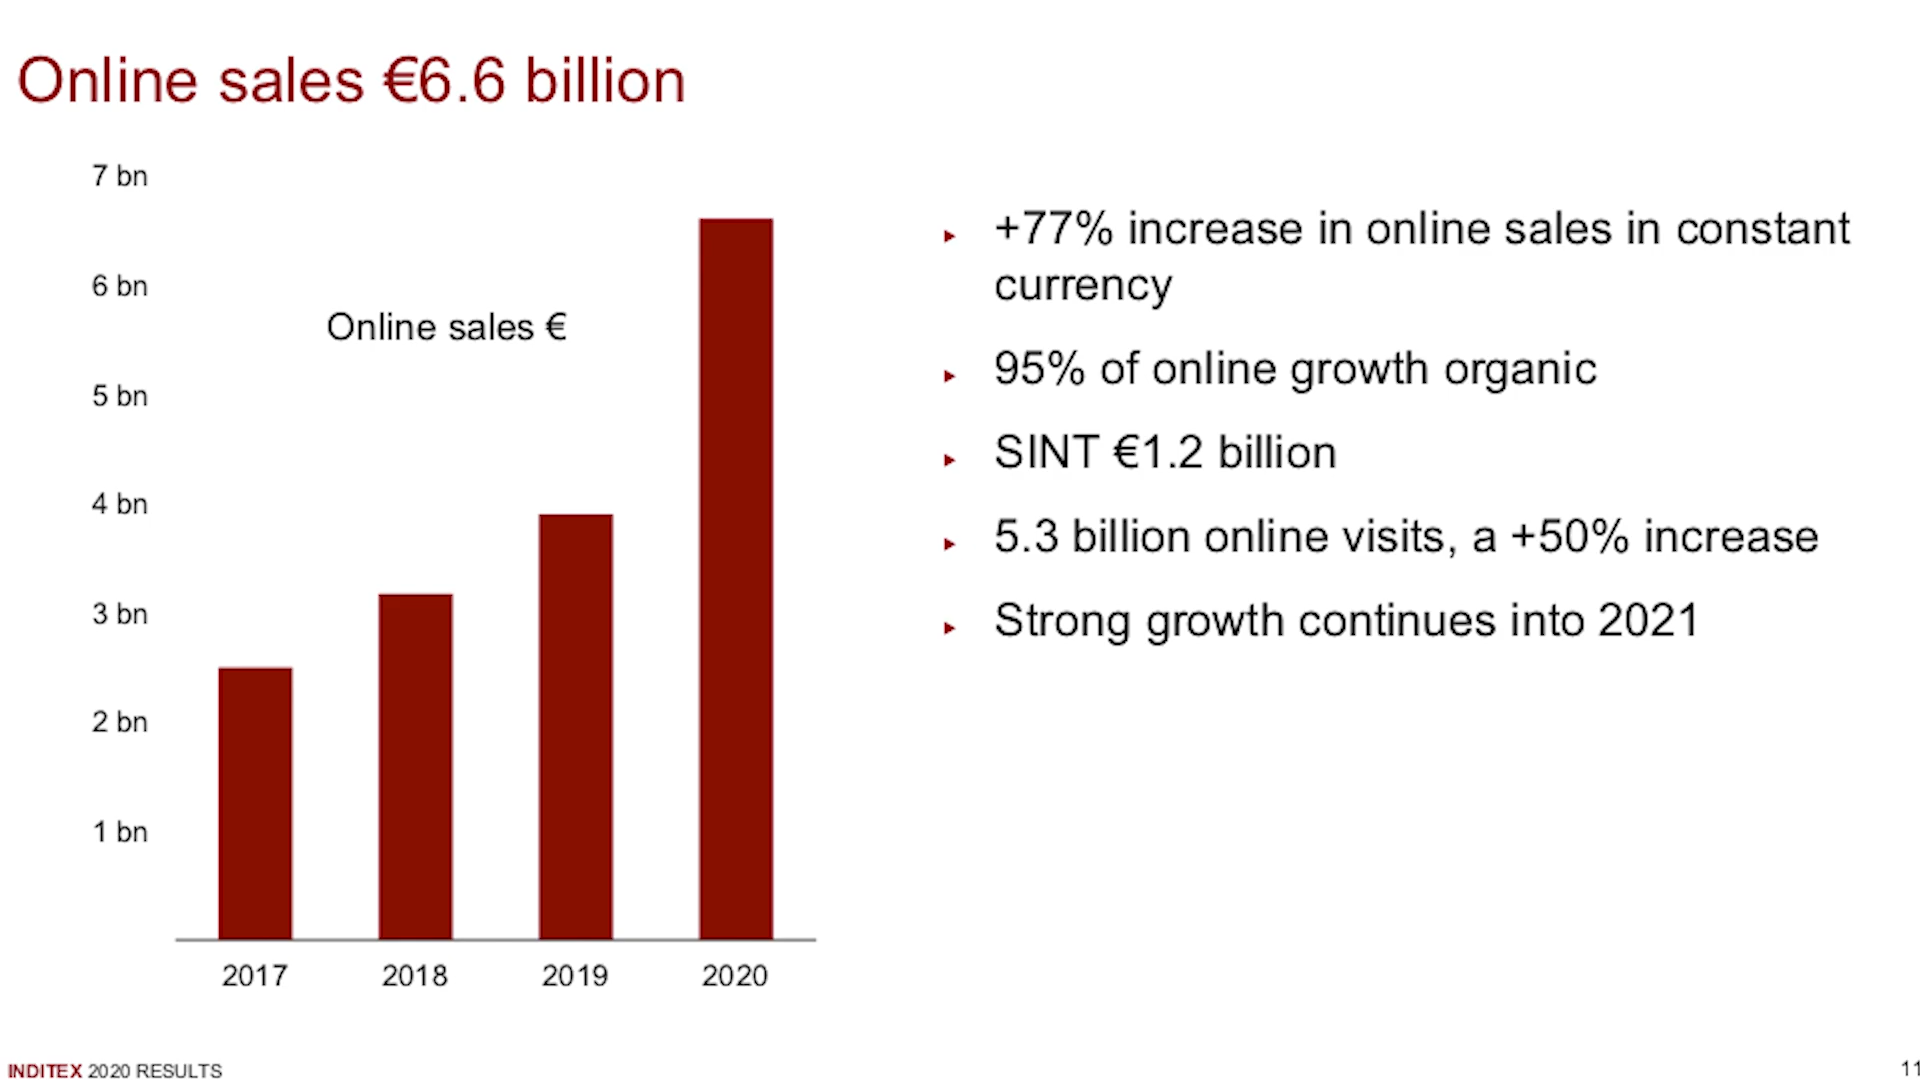 Online sales €6.6 billion
7 bn
6 bn
Online sales €
5 bn
4 bn
3 bn
2 bn
1 bn
2017 2018 2019 2020
+77% increase in online sales in constant
currency
95% of online growth organic
SINT €1.2 billion
5.3 billion online visits, a +50% increase
Strong growth continues into 2021
INDITEX 2020 RESULTS
11